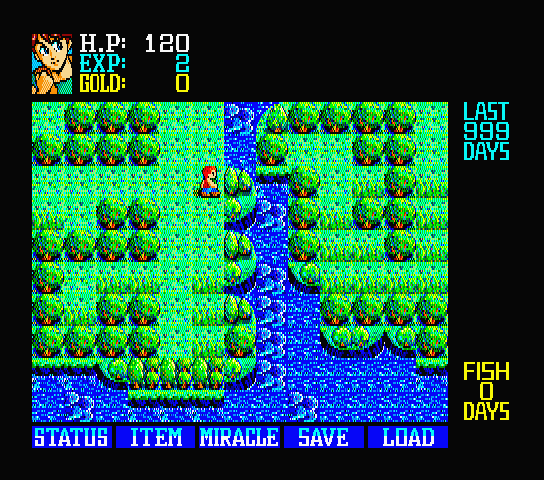 H.P: 120
EXP: 2
GOLD: 0
LAST
999
DAYS
FISH
0
DAYS
STATUS ITEM MIRACLE SAVE LOAD